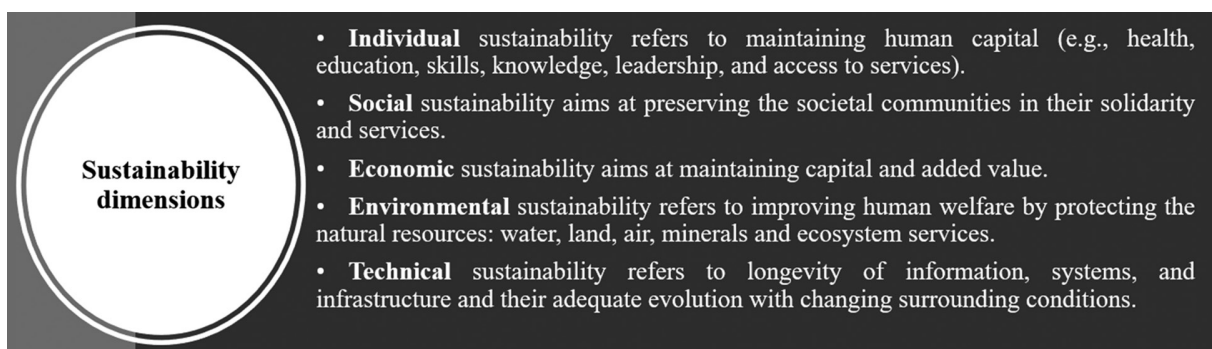 Sustainability
dimensions
• Individual sustainability refers to maintaining human capital (e.g., health,
education, skills, knowledge, leadership, and access to services).
• Social sustainability aims at preserving the societal communities in their solidarity
and services.
• Economic sustainability aims at maintaining capital and added value.
• Environmental sustainability refers to improving human welfare by protecting the
natural resources: water, land, air, minerals and ecosystem services.
• Technical sustainability refers to longevity of information, systems, and
infrastructure and their adequate evolution with changing surrounding conditions.